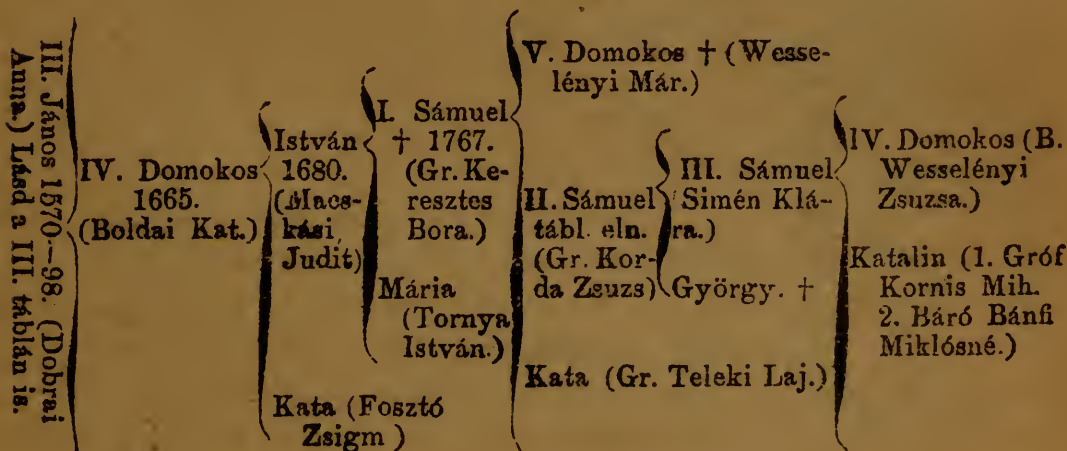 III. János 1570—98. (Dobrai
Anna.) Lásd a III. táblán is.
IV. Domokos
1665.
(Boldai Kat.)
István
1680.
(Macs-
kási
Judit)
Kata (Fosztó
Zsigm )
I. Sámuel
† 1767.
(Gr. Ke-
resztes
Bora.)
Mária
(Tornya
István.)
V. Domokos † (Wesse-
lényi Már.)
II. Sámuel
tábl. eln.
(Gr. Kor-
da Zsuzs)
Kata (Gr. Teleki Laj.)
III. Sámuel
Simén Klá-
ra.)
György. †
IV. Domokos (B.
Wesselényi
Zsuzsa.)
Katalin (1. Gróf
Kornis Mih.
2. Báró Bánfi
Miklósné.)